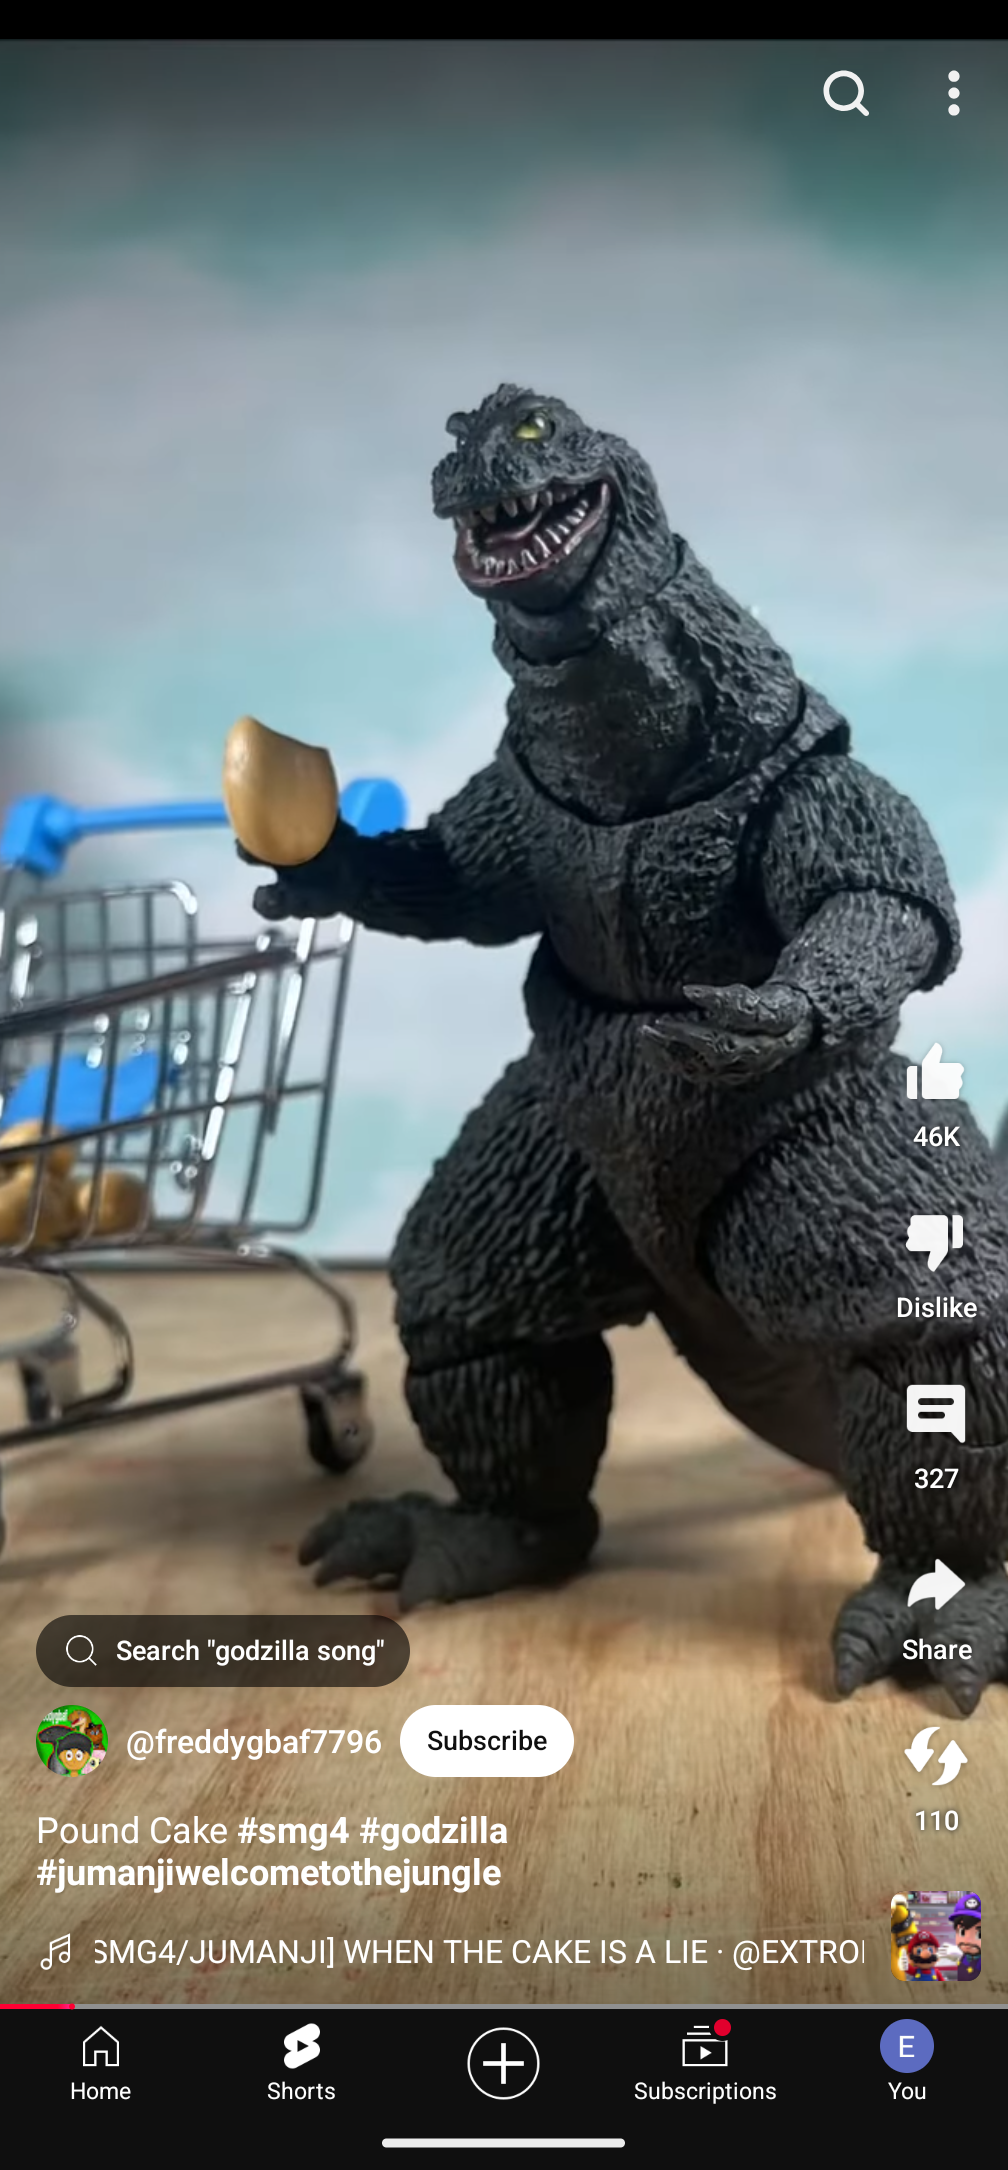 46K
Dislike
327
Share
Search "godzilla song"
@freddygbaf7796
Subscribe
110
Pound Cake #smg4 #godzilla
#jumanjiwelcometothejungle
SMG4/JUMANJI] WHEN THE CAKE IS A LIE · @EXTRO
Home
Shorts
Subscriptions
E
You